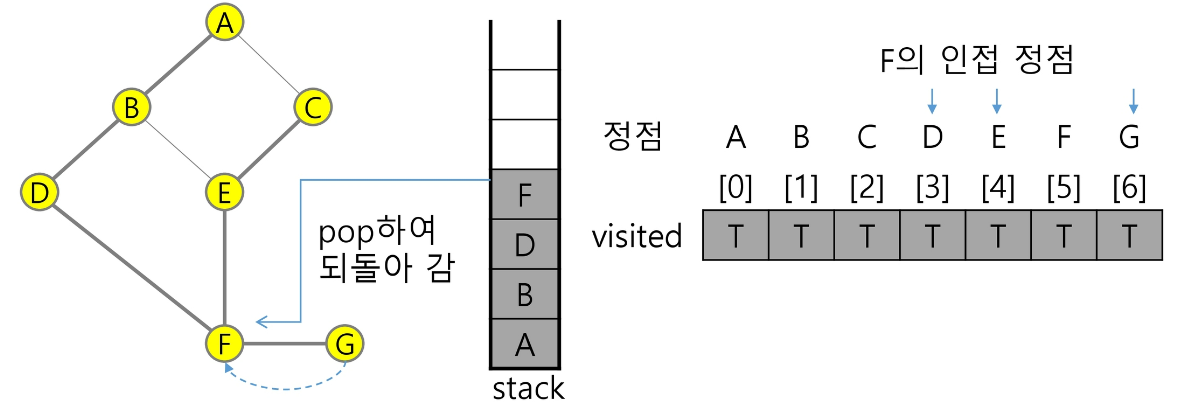 A
B
C
D
E
F
G
pop하여
되돌아 감
F
D
B
A
stack
F의 인접 정점
정점 A B C D E F G
[0] [1] [2] [3] [4] [5] [6]
visited T T T T T T T